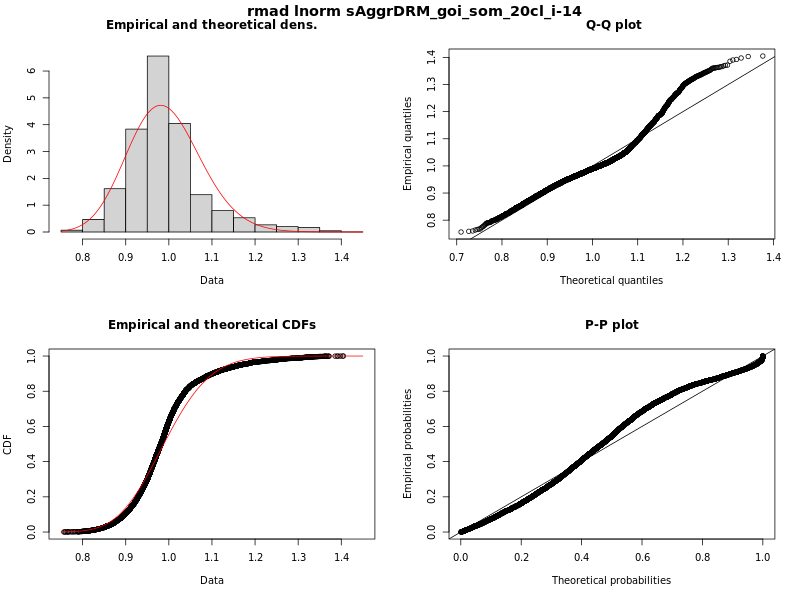 rmad lnorm sAggrDRM_goi_som_20cl_i-14
Empirical and theoretical dens.
Density
0 1 2 3 4 5 6
0.8 0.9 1.0 1.1 1.2 1.3 1.4
Data
Q-Q plot
Empirical quantiles
0.8 0.9 1.0 1.1 1.2 1.3 1.4
0.7 0.8 0.9 1.0 1.1 1.2 1.3 1.4
Theoretical quantiles
Empirical and theoretical CDFs
CDF
0.0 0.2 0.4 0.6 0.8 1.0
0.8 0.9 1.0 1.1 1.2 1.3 1.4
Data
P-P plot
Empirical probabilities
0.0 0.2 0.4 0.6 0.8 1.0
0.0 0.2 0.4 0.6 0.8 1.0
Theoretical probabilities